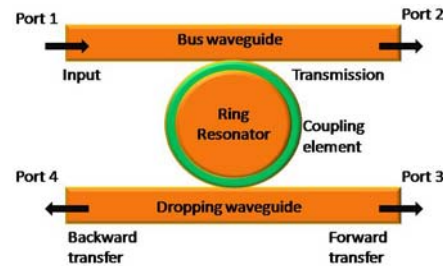 Port 1
Port 2
Bus waveguide
Input
Transmission
Ring
Resonator
Coupling
element
Port 4
Port 3
Dropping waveguide
Backward
transfer
Forward
transfer